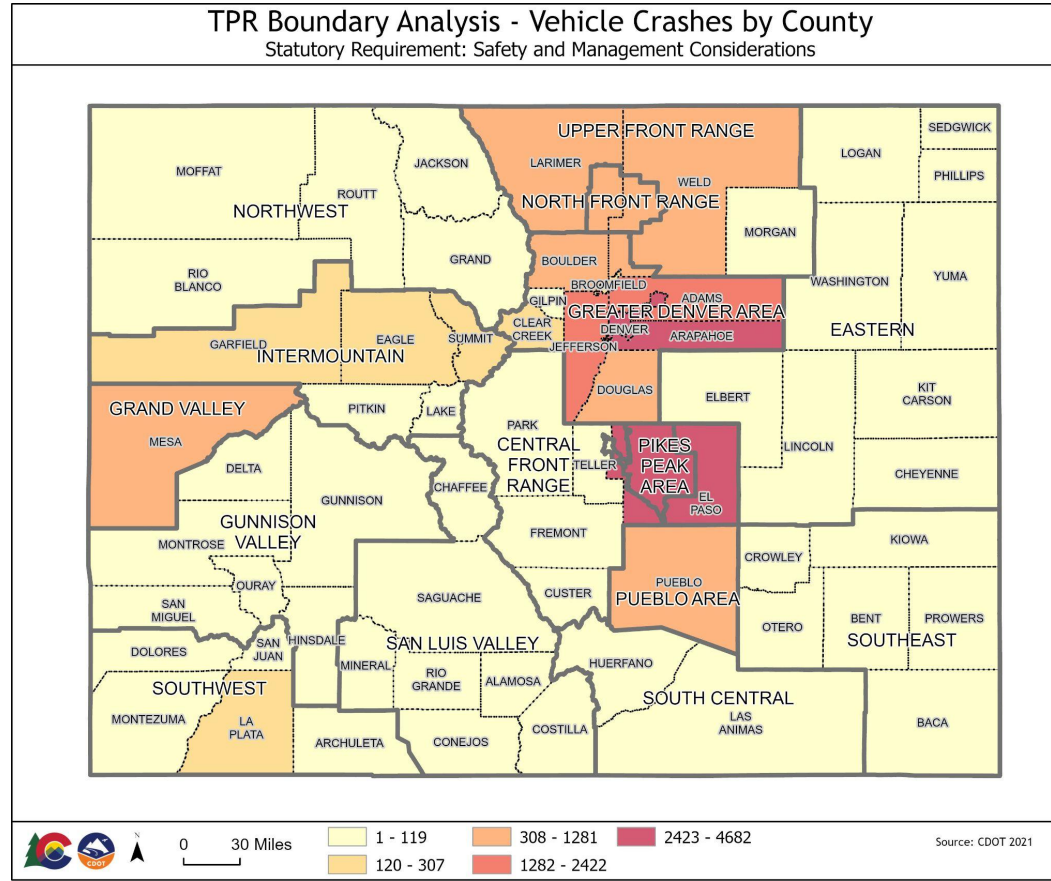 TPR Boundary Analysis - Vehicle Crashes by County
Statutory Requirement: Safety and Management Considerations
SEDGWICK
UPPER FRONT RANGE
LOGAN
MOFFAT
JACKSON
LARIMER
PHILLIPS
ROUTT
WELD
NORTHWEST
NORTH FRONT RANGE
MORGAN
GRAND
BOULDER
RIO
BLANCO
WASHINGTON
YUMA
BROOMFIELD
GILPIN
ADAMS
GREATER DENVER AREA
CLEAR
CREEK
DENVER
EASTERN
GARFIELD
EAGLE
SUMMIT
ARAPAHOE
JEFFERSON
INTERMOUNTAIN
DOUGLAS
ELBERT
KIT
CARSON
GRAND VALLEY
PITKIN
LAKE
PARK
MESA
CENTRAL
FRONT
RANGE
PIKES
PEAK
AREA
LINCOLN
TELLER
DELTA
CHEYENNE
CHAFFEE
GUNNISON
EL
PASO
GUNNISON
VALLEY
FREMONT
KIOWA
MONTROSE
CROWLEY
OURAY
PUEBLO
PUEBLO AREA
CUSTER
SAGUACHE
SAN
MIGUEL
BENT
PROWERS
OTERO
SOUTHEAST
HINSDALE
SAN LUIS VALLEY
SAN
JUAN
DOLORES
MINERAL
HUERFANO
RIO
GRANDE
ALAMOSA
SOUTHWEST
SOUTH CENTRAL
MONTEZUMA
LA
PLATA
LAS
ANIMAS
BACA
COSTILLA
ARCHULETA
CONEJOS
CDOT
N
0 30 Miles
1 - 119
308 - 1281
2423 - 4682
120 - 307
1282 - 2422
Source: CDOT 2021